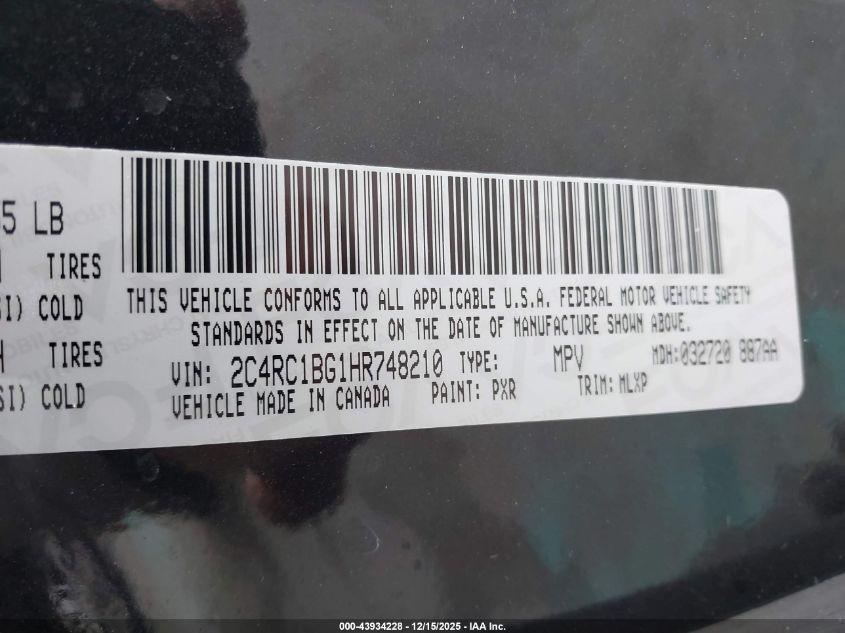 5 LB
TIRES
SI) COLD
TIRES
SI) COLD
THIS VEHICLE CONFORMS TO ALL APPLICABLE U.S.A. FEDERAL MOTOR VEHICLE SAFETY
STANDARDS IN EFFECT ON THE DATE OF MANUFACTURE SHOWN ABOVE.
VIN: 2C4RC1BG1HR748210 TYPE: MPV MDH:032720 887AA
VEHICLE MADE IN CANADA PAINT: PXR TRIM: MLXP
000-43934228 - 12/15/2025 - IAA Inc.